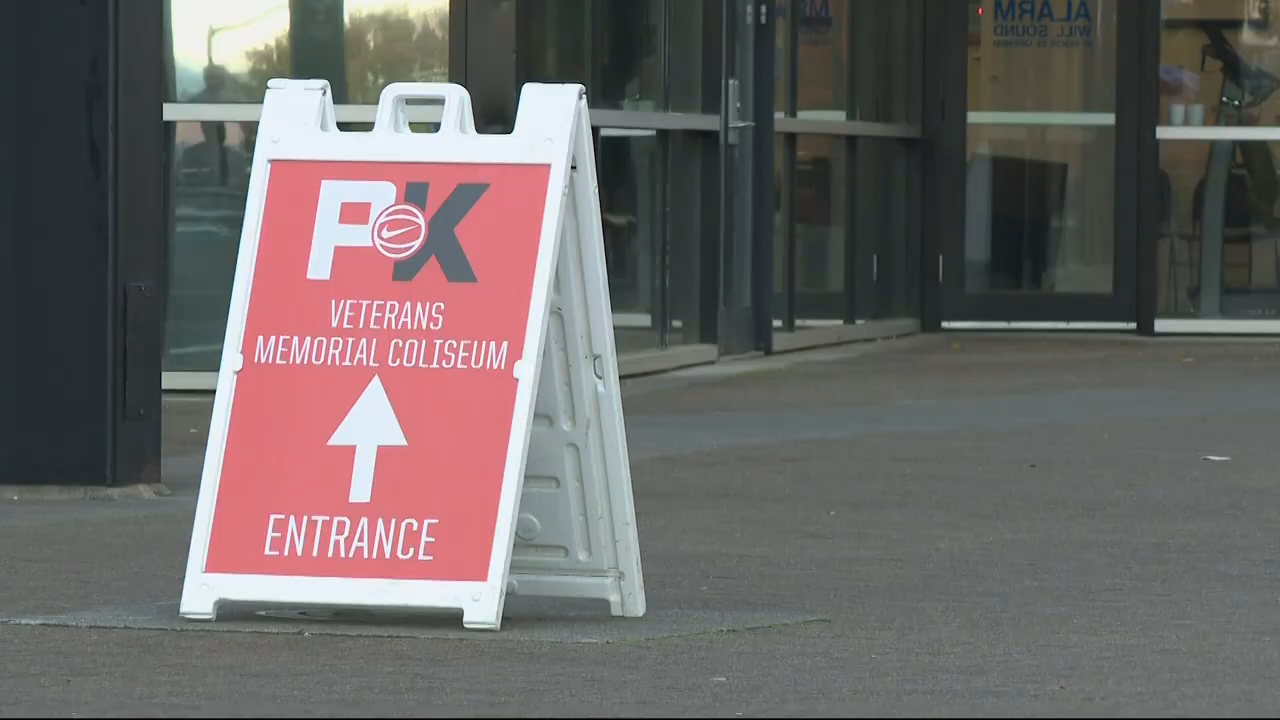 PK
VETERANS
MEMORIAL COLISEUM
ENTRANCE
ALARM
WILL SOUND